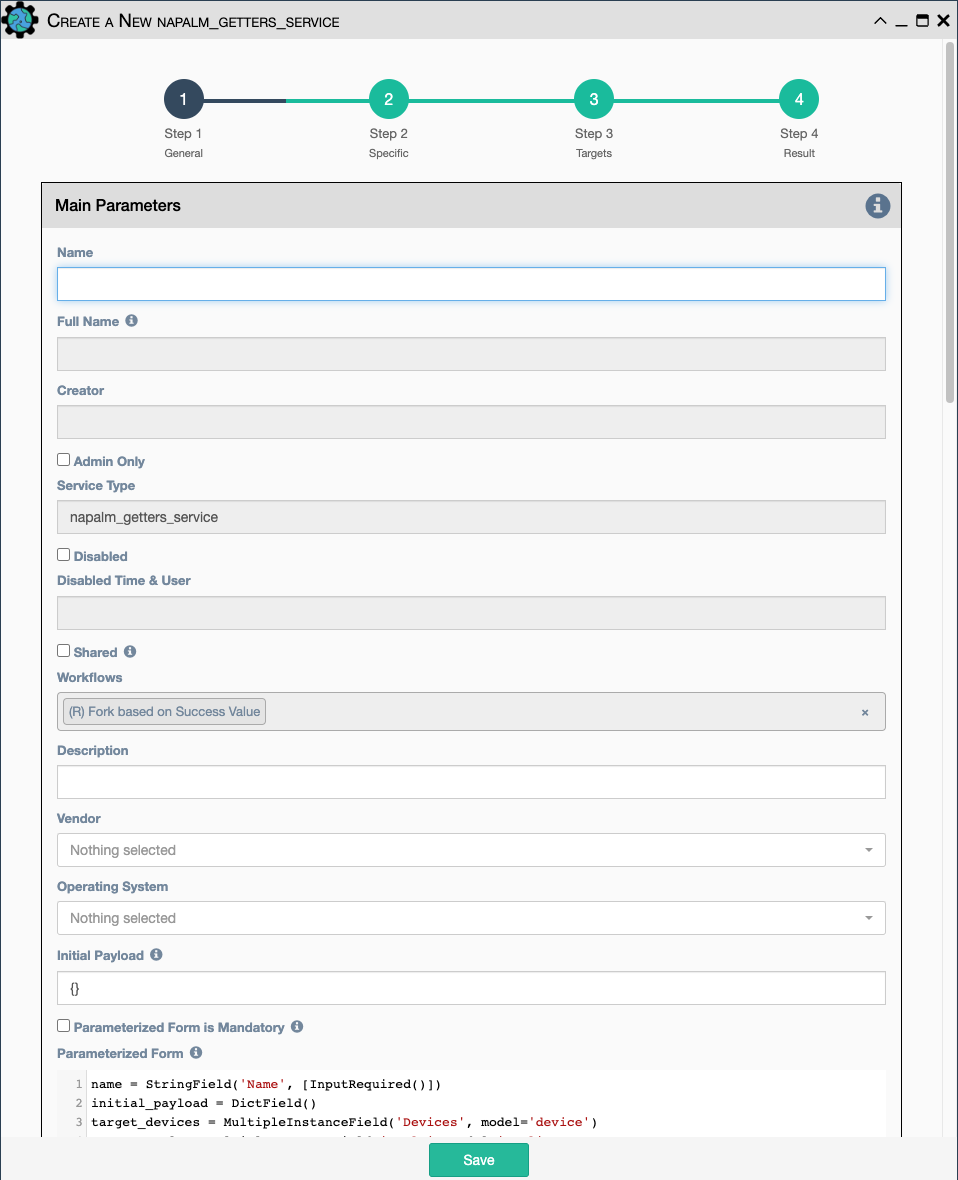 Create a New napalm_getters_service
1 2 3 4
Step 1 Step 2 Step 3 Step 4
General Specific Targets Result
Main Parameters
Name
Full Name
Creator
Admin Only
Service Type
napalm_getters_service
Disabled
Disabled Time & User
Shared
Workflows
(R) Fork based on Success Value ×
Description
Vendor
Nothing selected
Operating System
Nothing selected
Initial Payload
{}
Parameterized Form is Mandatory
Parameterized Form
1 name = StringField('Name', [InputRequired()])
2 initial_payload = DictField()
3 target_devices = MultipleInstanceField('Devices', model='device')
Save